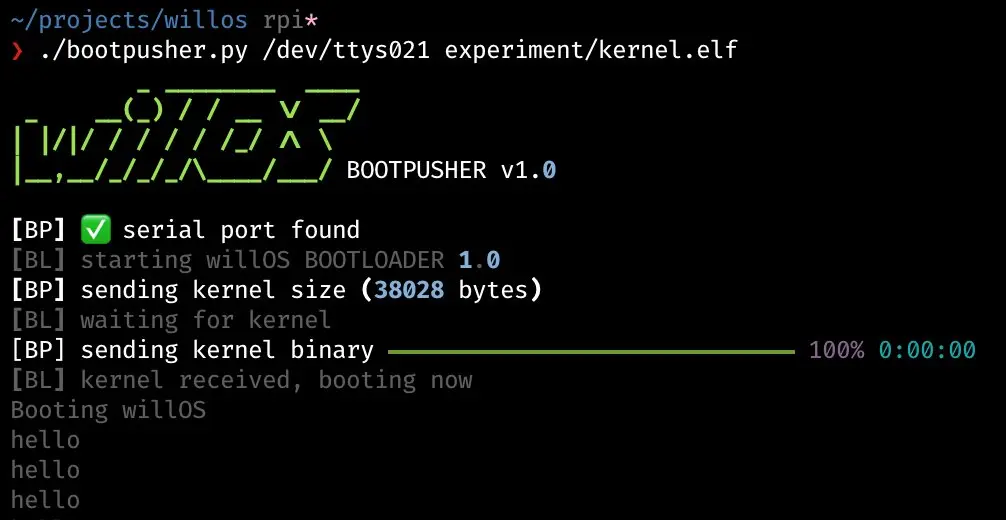 ~/projects/willos rpi*
❯ ./bootpusher.py /dev/ttys021 experiment/kernel.elf
willOS
BOOTPUSHER v1.0
[BP] ✅ serial port found
[BL] starting willOS BOOTLOADER 1.0
[BP] sending kernel size (38028 bytes)
[BL] waiting for kernel
[BP] sending kernel binary 100% 0:00:00
[BL] kernel received, booting now
Booting willOS
hello
hello
hello